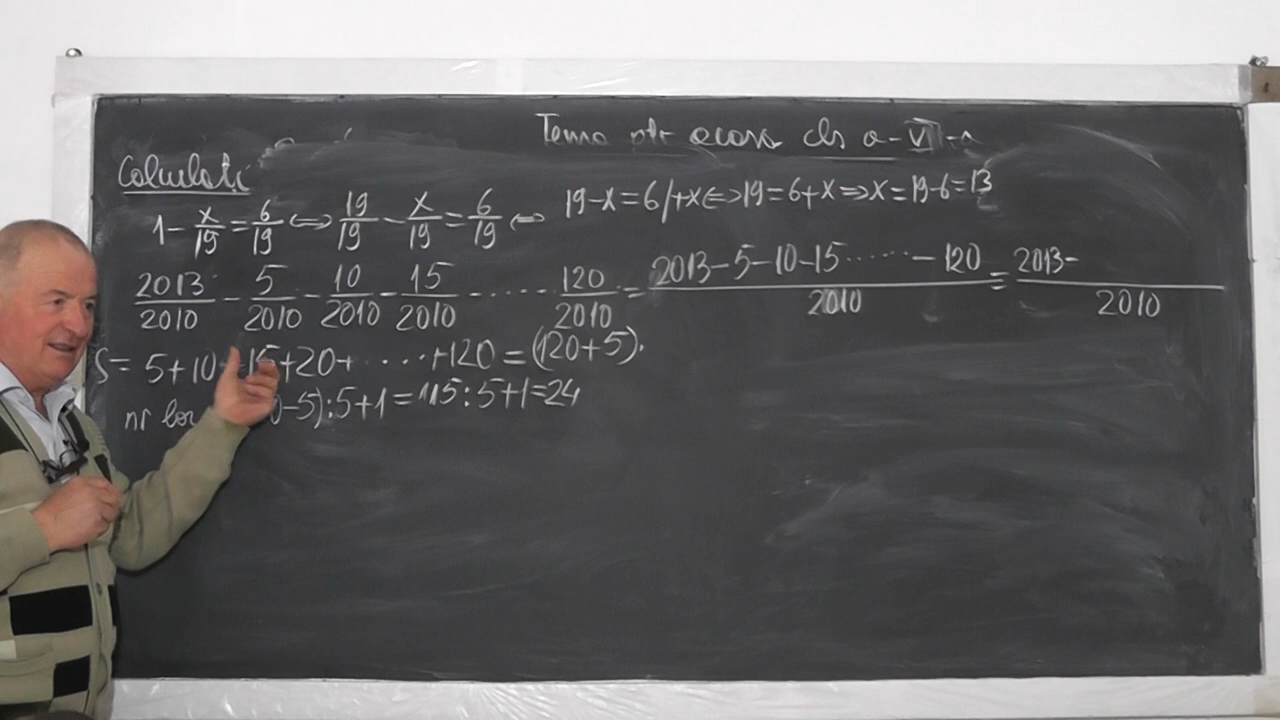 Tema ptr acasă cls a-VI-a
Calculati
1 - x/19 = 6/19 ⇔ 19/19 - x/19 = 6/19 ⇔ 19-x=6/+x⇔19=6+x⇒x=19-6=13
2013/2010 - 5/2010 - 10/2010 - 15/2010 - ..... - 120/2010 = (2013-5-10-15.......-120)/2010 = 2013-/2010
S= 5+10+15+20+.....+120=(120+5).
nr 0-5):5+1=115:5+1=24